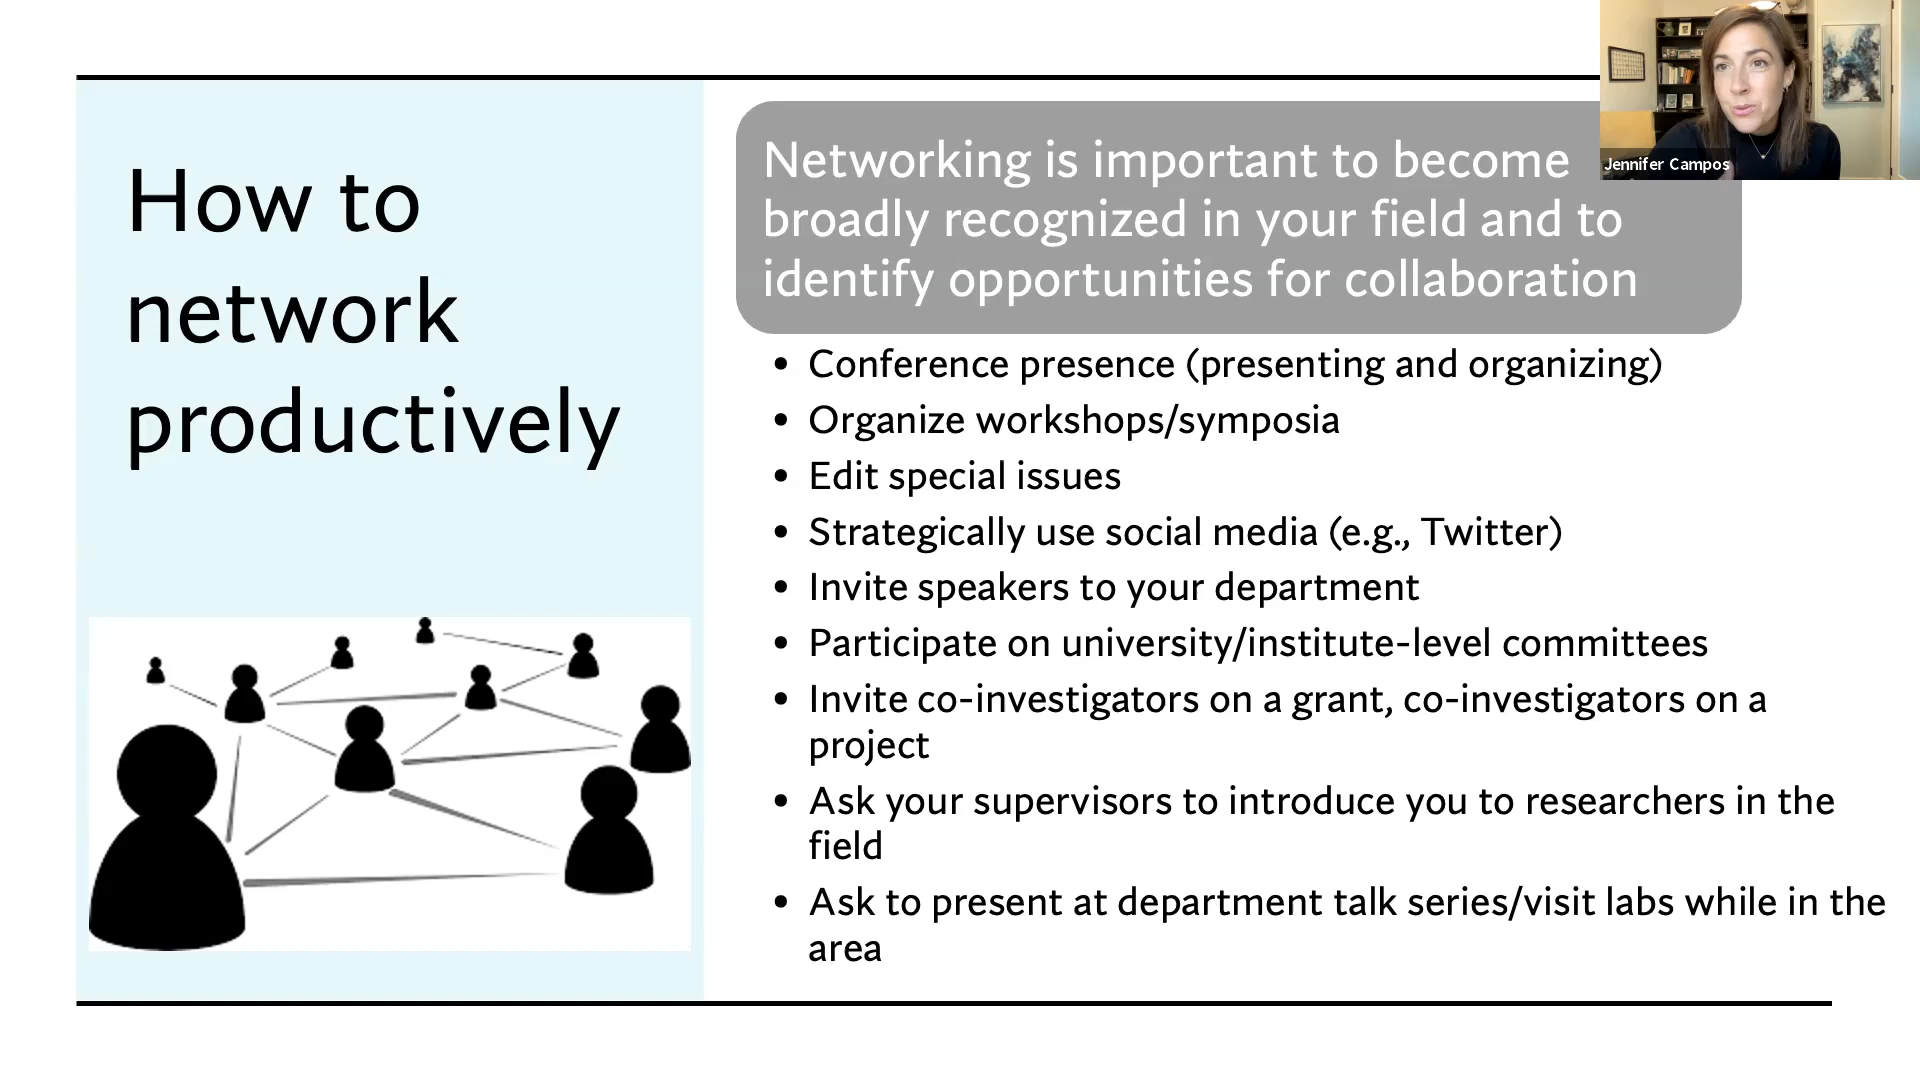 How to
network
productively
Networking is important to become
broadly recognized in your field and to
identify opportunities for collaboration
Jennifer Campos
• Conference presence (presenting and organizing)
• Organize workshops/symposia
• Edit special issues
• Strategically use social media (e.g., Twitter)
• Invite speakers to your department
• Participate on university/institute-level committees
• Invite co-investigators on a grant, co-investigators on a
project
• Ask your supervisors to introduce you to researchers in the
field
• Ask to present at department talk series/visit labs while in the
area